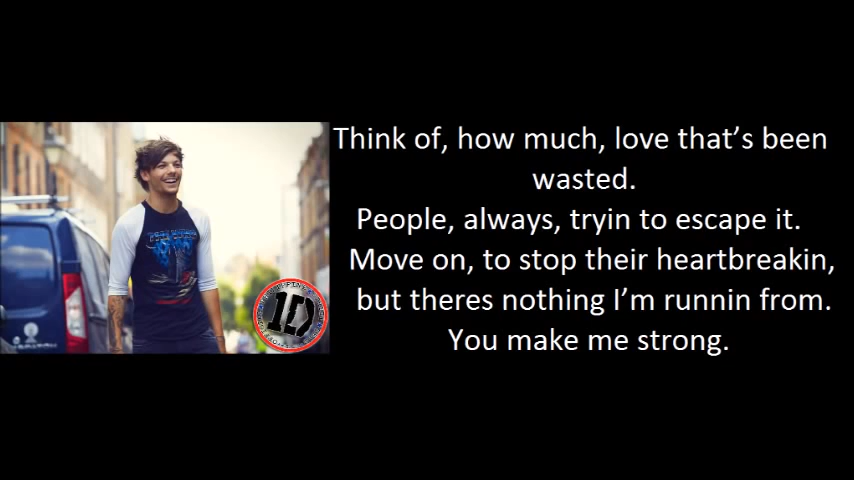 Think of, how much, love that’s been
wasted.
People, always, tryin to escape it.
Move on, to stop their heartbreakin,
but theres nothing I’m runnin from.
You make me strong.
1D